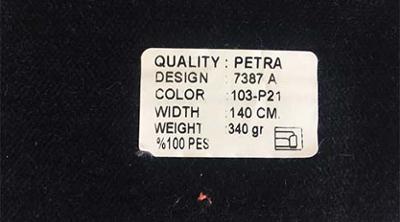 QUALITY : PETRA
DESIGN : 7387 A
COLOR : 103-P21
WIDTH : 140 CM.
WEIGHT : 340 gr
%100 PES